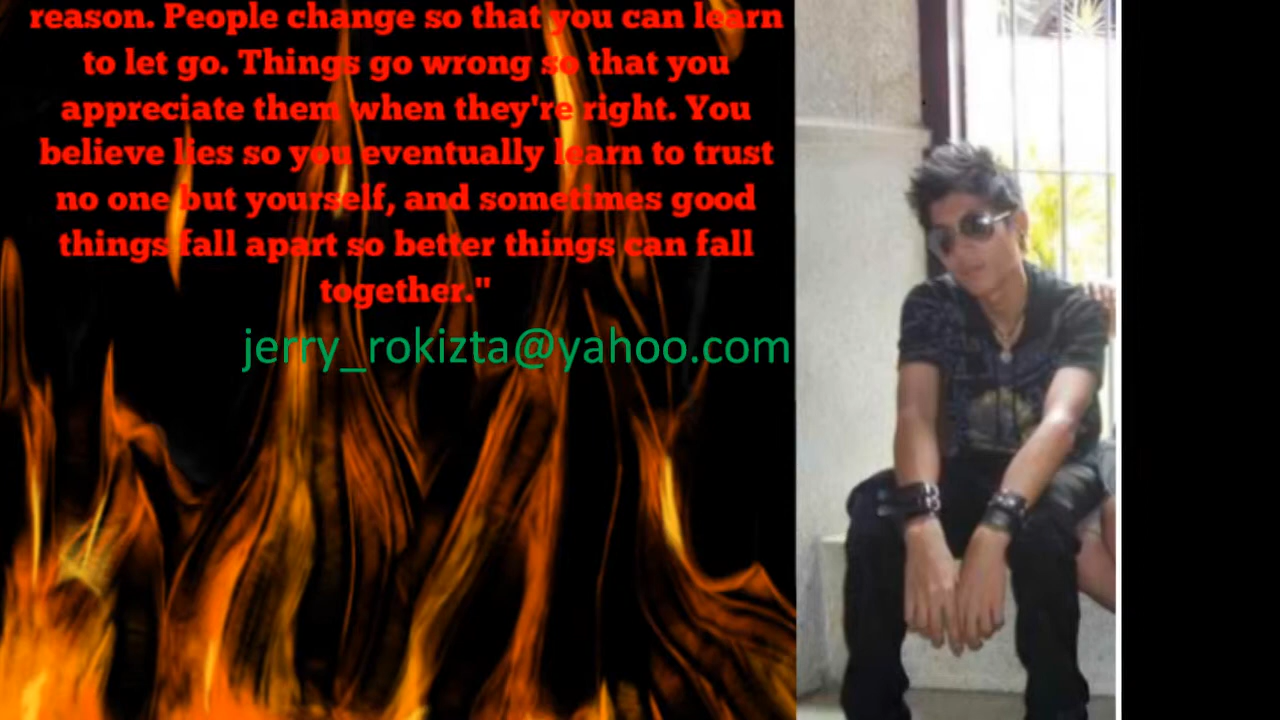 reason. People change so that you can learn
to let go. Things go wrong so that you
appreciate them when they're right. You
believe lies so you eventually learn to trust
no one but yourself, and sometimes good
things fall apart so better things can fall
together."
jerry_rokizta@yahoo.com